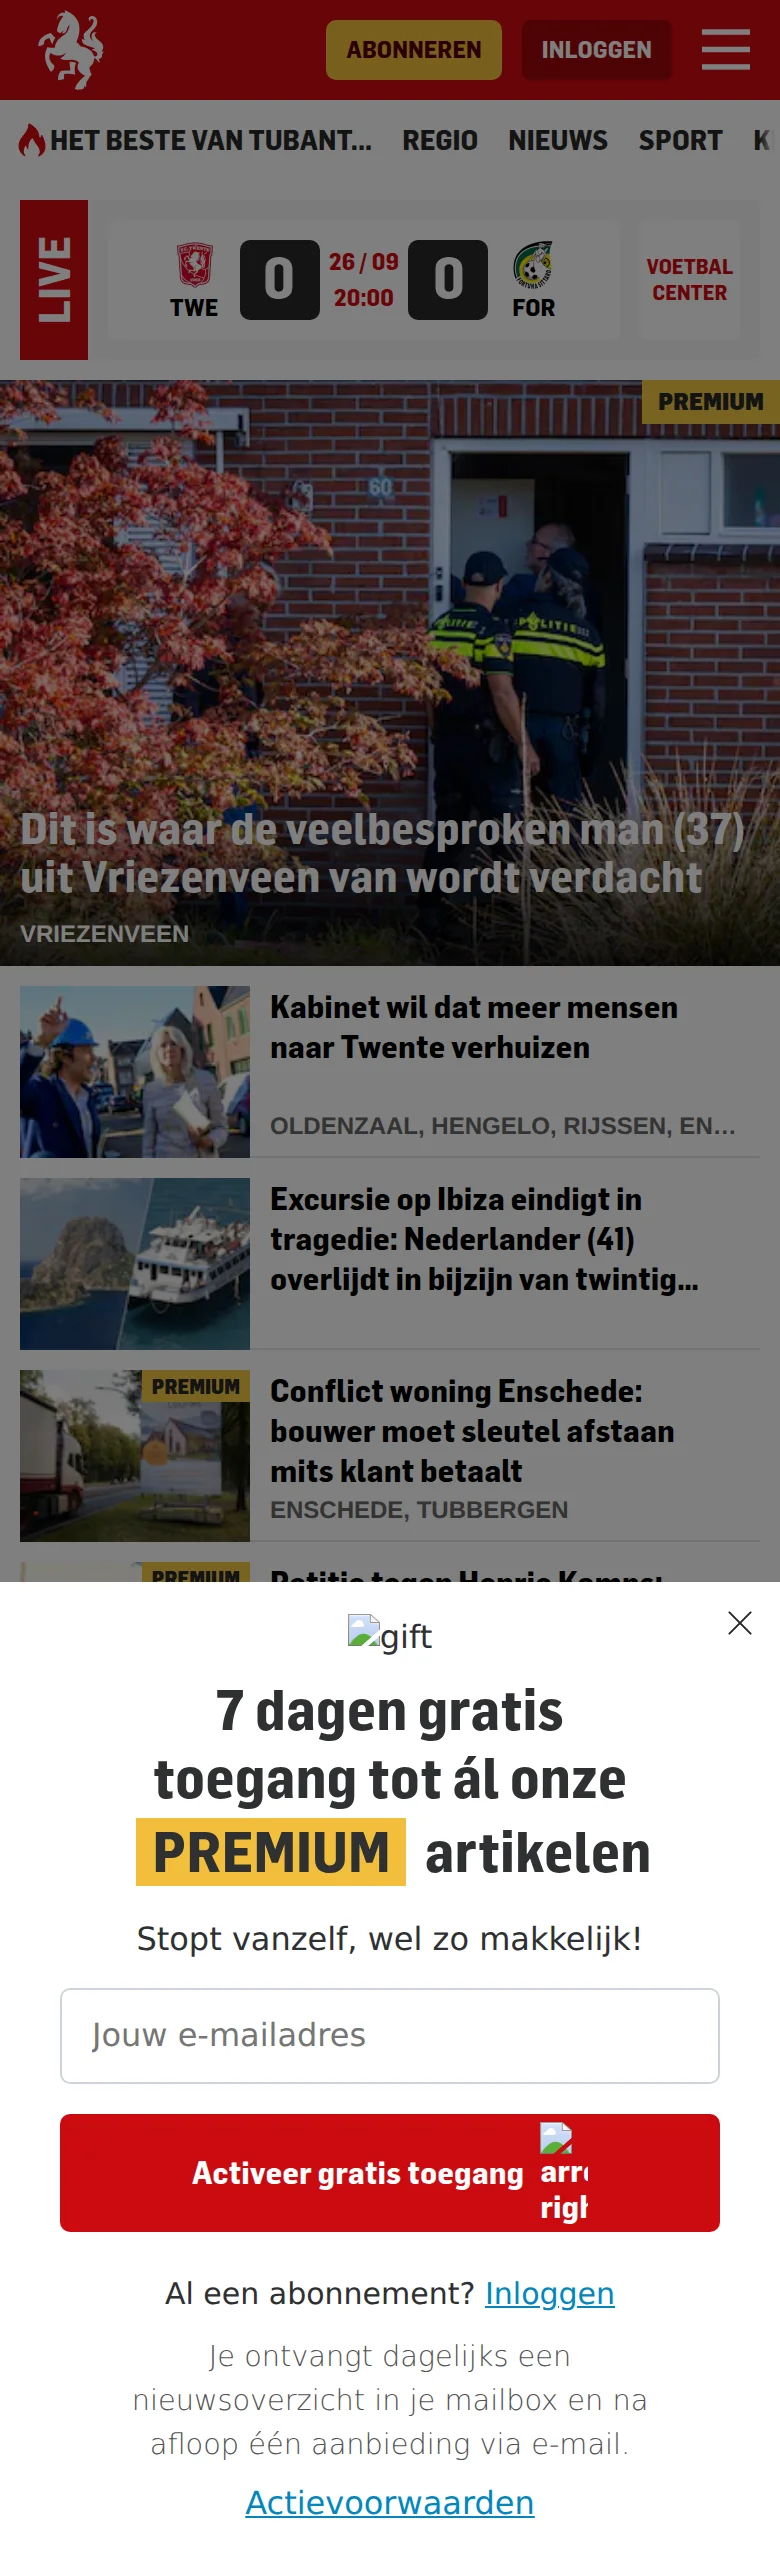 ABONNEREN
INLOGGEN
HET BESTE VAN TUBANT...
REGIO
NIEUWS
SPORT
LIVE
TWE
0
26 / 09
20:00
0
FOR
VOETBAL
CENTER
PREMIUM
60
Dit is waar de veelbesproken man (37)
uit Vriezenveen van wordt verdacht
VRIEZENVEEN
Kabinet wil dat meer mensen
naar Twente verhuizen
OLDENZAAL, HENGELO, RIJSSEN, EN...
Excursie op Ibiza eindigt in
tragedie: Nederlander (41)
overlijdt in bijzijn van twintig...
PREMIUM
Conflict woning Enschede:
bouwer moet sleutel afstaan
mits klant betaalt
ENSCHEDE, TUBBERGEN
PREMIUM
gift
7 dagen gratis
toegang tot ál onze
PREMIUM artikelen
Stopt vanzelf, wel zo makkelijk!
Jouw e-mailadres
Activeer gratis toegang
Al een abonnement? Inloggen
Je ontvangt dagelijks een
nieuwsoverzicht in je mailbox en na
afloop één aanbieding via e-mail.
Actievoorwaarden